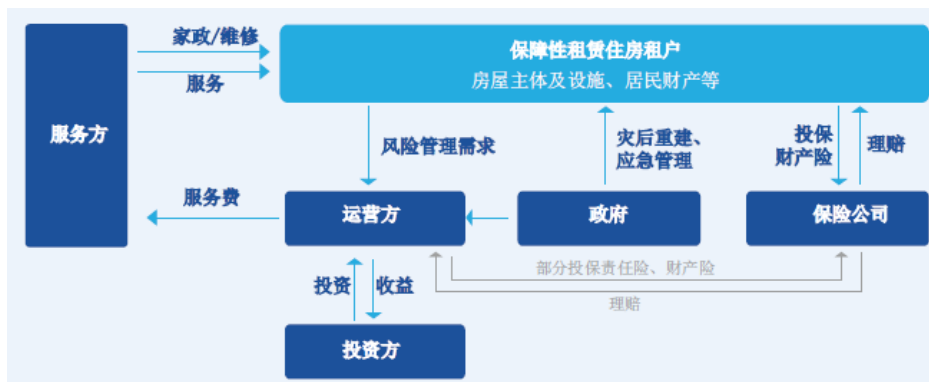 家政/维修
服务
服务方
保障性租赁住房租户
房屋主体及设施、居民财产等
风险管理需求
灾后重建、
应急管理
投保
财产险
理赔
服务费
运营方
政府
保险公司
部分投保责任险、财产险
理赔
投资
收益
投资方